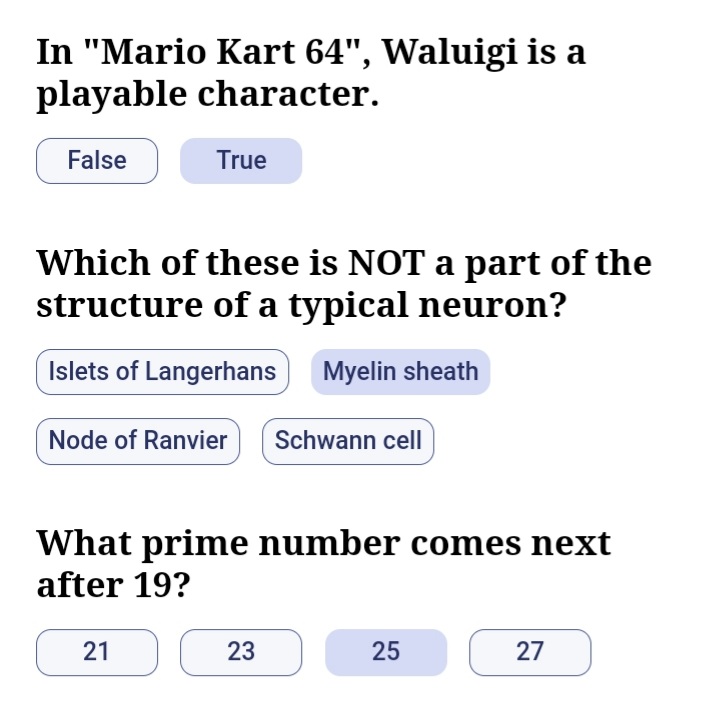 In "Mario Kart 64", Waluigi is a
playable character.
False True
Which of these is NOT a part of the
structure of a typical neuron?
Islets of Langerhans Myelin sheath
Node of Ranvier Schwann cell
What prime number comes next
after 19?
21 23 25 27